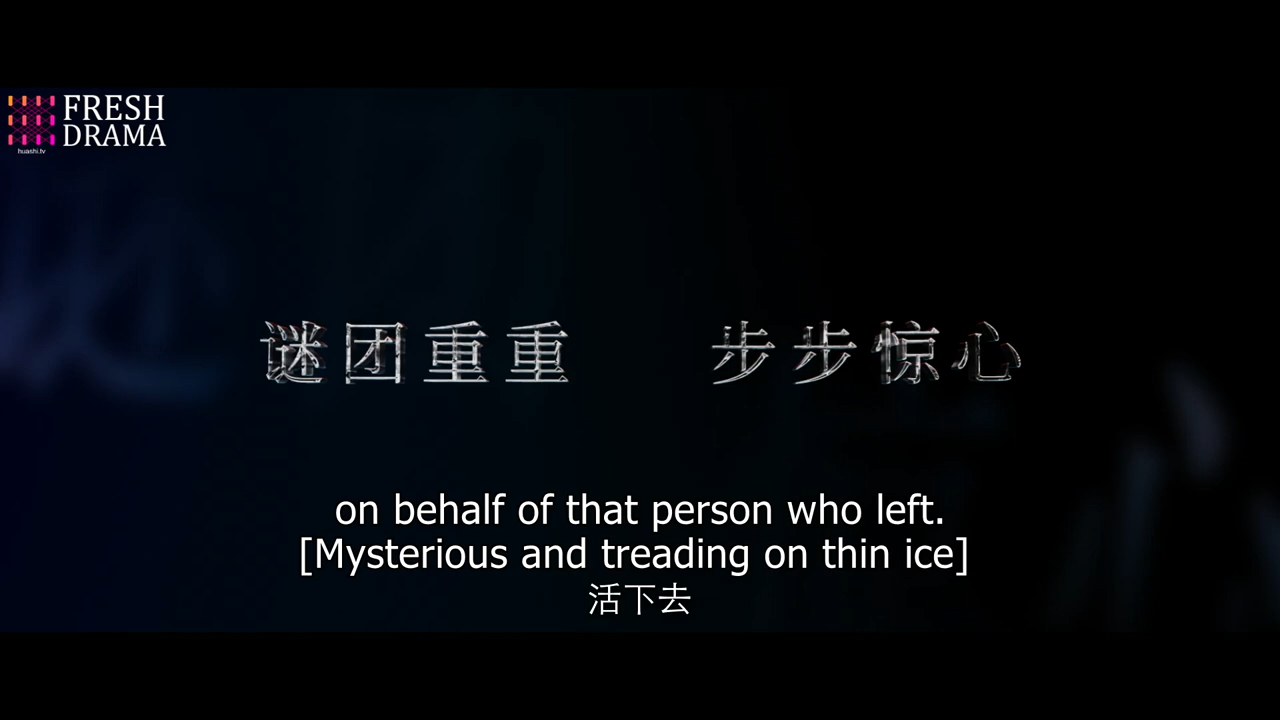 FRESH
DRAMA
huashi.tv
谜团重重 步步惊心
on behalf of that person who left.
[Mysterious and treading on thin ice]
活下去